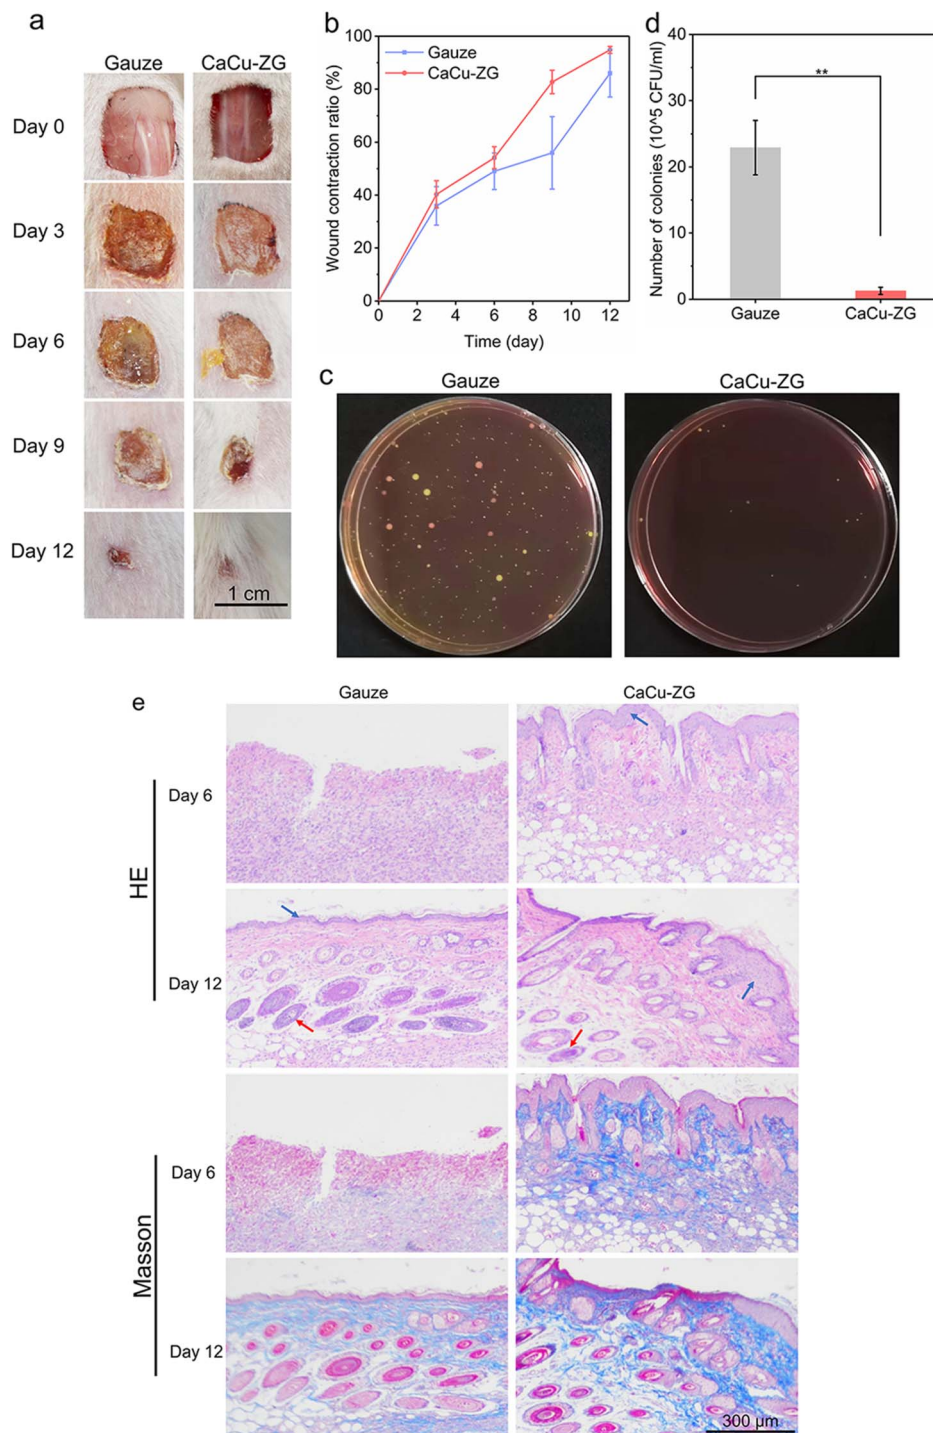 a
Gauze CaCu-ZG
Day 0
Day 3
Day 6
Day 9
Day 12
1 cm
b
Wound contraction ratio (%)
100
80
60
40
20
0
Gauze
CaCu-ZG
0 2 4 6 8 10 12
Time (day)
d
Number of colonies (10^5 CFU/ml)
40
30
20
10
0
**
Gauze CaCu-ZG
c
Gauze CaCu-ZG
e
Gauze CaCu-ZG
HE
Day 6
Day 12
Masson
Day 6
Day 12
300 μm